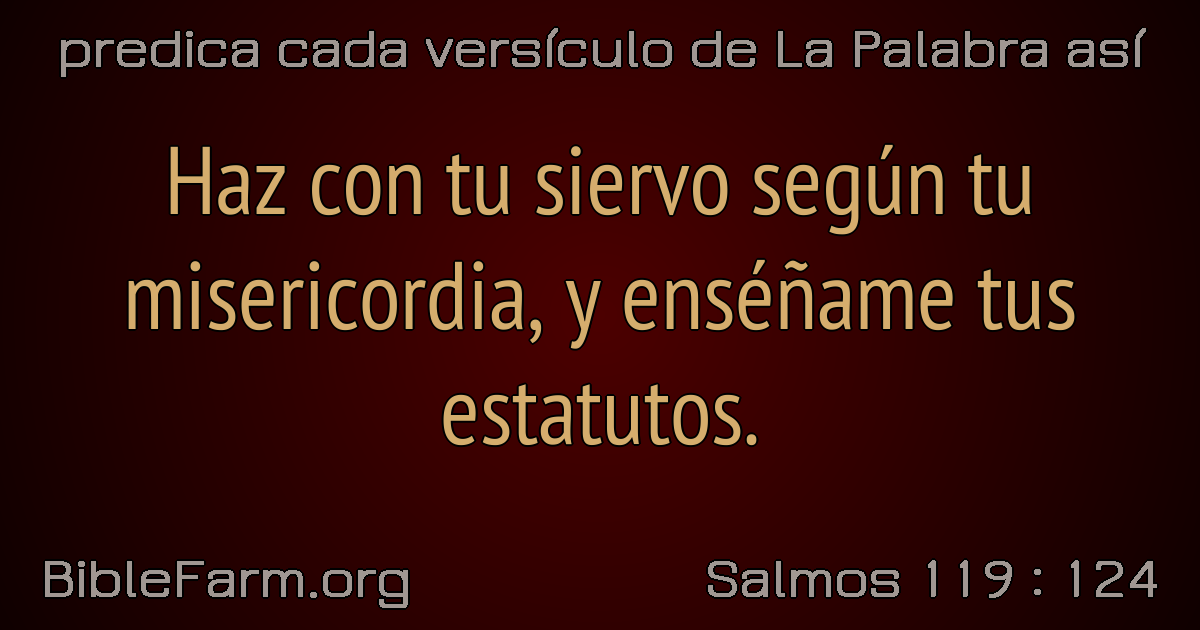 predica cada versículo de La Palabra así
Haz con tu siervo según tu
misericordia, y enséñame tus
estatutos.
BibleFarm.org
Salmos 119 : 124